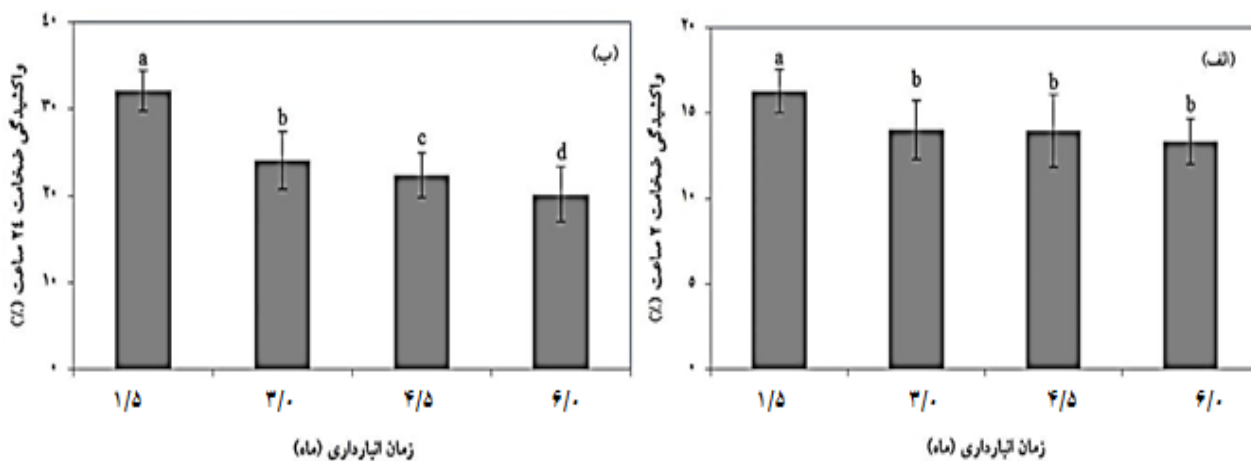 (الف)
واکشیدگی ضخامت ۲ ساعت (٪)
۲۰
۱۵
۱۰
۵
۰
a
b
b
b
۱/۵
۳/۰
۴/۵
۶/۰
زمان انبارداری (ماه)
(ب)
واکشیدگی ضخامت ۲۴ ساعت (٪)
۴۰
۳۰
۲۰
۱۰
۰
a
b
c
d
۱/۵
۳/۰
۴/۵
۶/۰
زمان انبارداری (ماه)